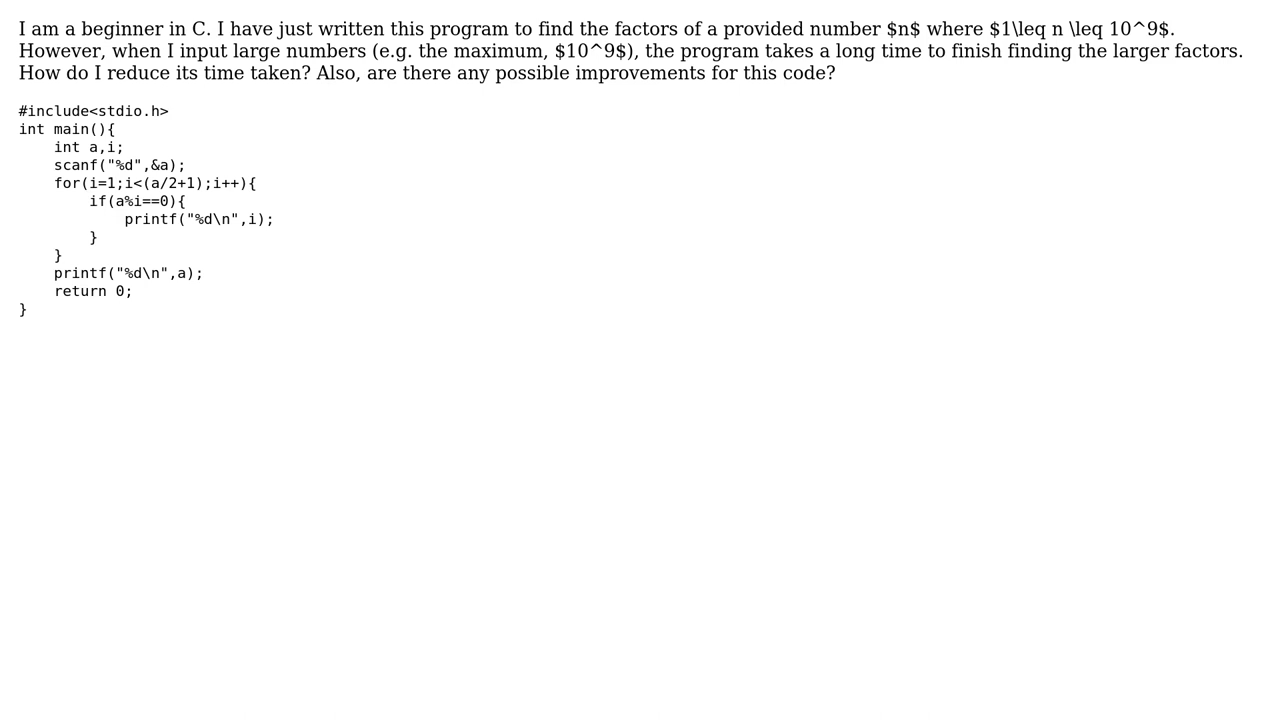 I am a beginner in C. I have just written this program to find the factors of a provided number $n$ where $1\leq n \leq 10^9$.
However, when I input large numbers (e.g. the maximum, $10^9$), the program takes a long time to finish finding the larger factors.
How do I reduce its time taken? Also, are there any possible improvements for this code?
#include<stdio.h>
int main(){
    int a,i;
    scanf("%d",&a);
    for(i=1;i<(a/2+1);i++){
        if(a%i==0){
            printf("%d\n",i);
        }
    }
    printf("%d\n",a);
    return 0;
}